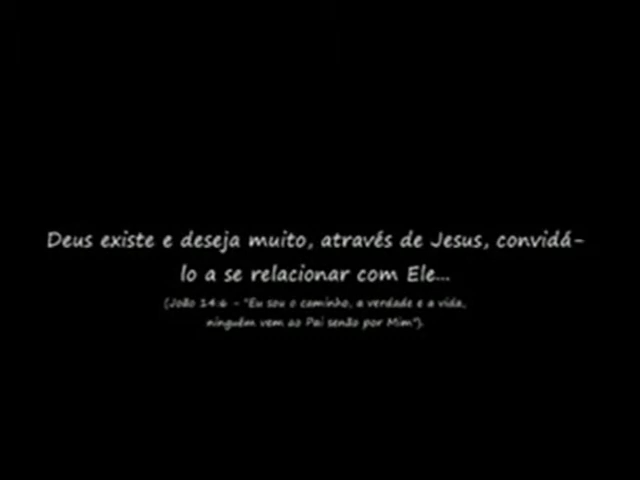 Deus existe e deseja muito, através de Jesus, convidá-
lo a se relacionar com Ele...
(João 14:6 - "Eu sou o caminho, a verdade e a vida,
ninguém vem ao Pai senão por Mim").